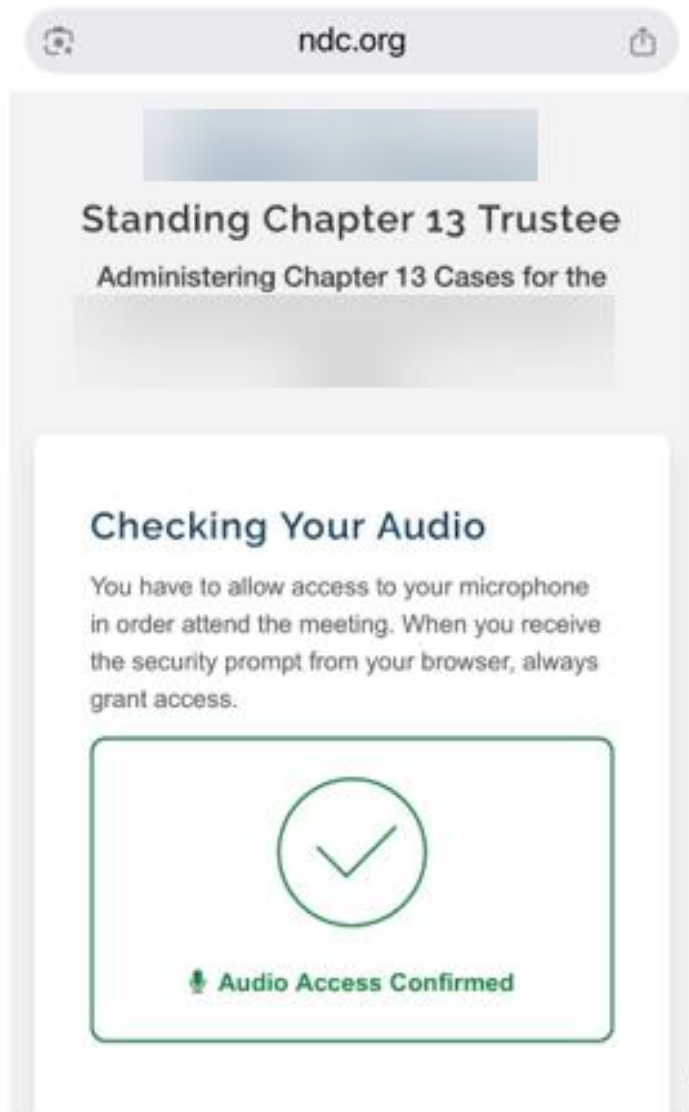 ndc.org
Standing Chapter 13 Trustee
Administering Chapter 13 Cases for the
Checking Your Audio
You have to allow access to your microphone
in order attend the meeting. When you receive
the security prompt from your browser, always
grant access.
Audio Access Confirmed